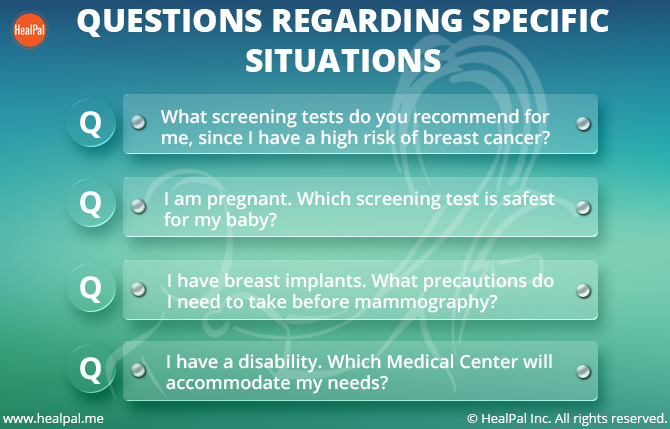 HealPal
QUESTIONS REGARDING SPECIFIC
SITUATIONS
Q
What screening tests do you recommend for
me, since I have a high risk of breast cancer?
Q
I am pregnant. Which screening test is safest
for my baby?
Q
I have breast implants. What precautions do
I need to take before mammography?
Q
I have a disability. Which Medical Center will
accommodate my needs?
www.healpal.me
© HealPal Inc. All rights reserved.